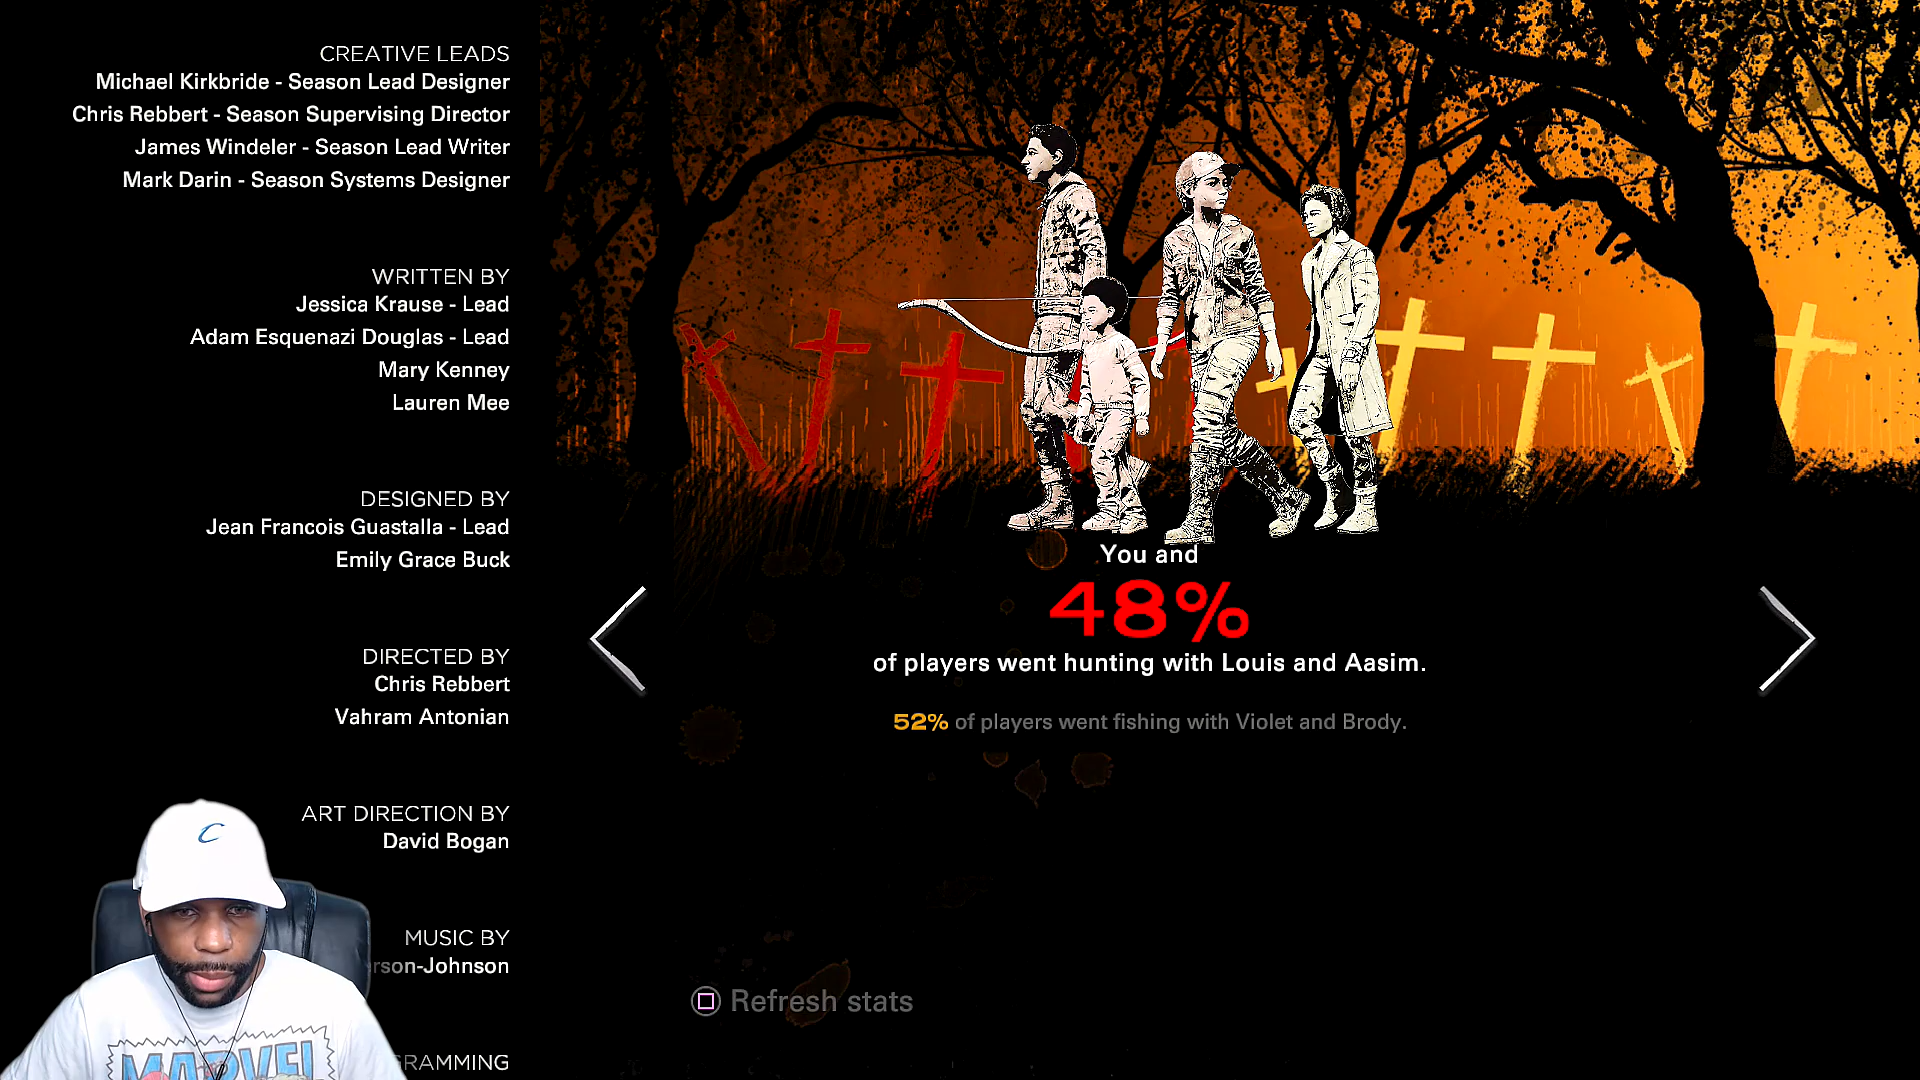 CREATIVE LEADS
Michael Kirkbride - Season Lead Designer
Chris Rebbert - Season Supervising Director
James Windeler - Season Lead Writer
Mark Darin - Season Systems Designer
WRITTEN BY
Jessica Krause - Lead
Adam Esquenazi Douglas - Lead
Mary Kenney
Lauren Mee
DESIGNED BY
Jean Francois Guastalla - Lead
Emily Grace Buck
DIRECTED BY
Chris Rebbert
Vahram Antonian
ART DIRECTION BY
David Bogan
MUSIC BY
rson-Johnson
GRAMMING
You and
48%
of players went hunting with Louis and Aasim.
52% of players went fishing with Violet and Brody.
Refresh stats
C
MARVEL